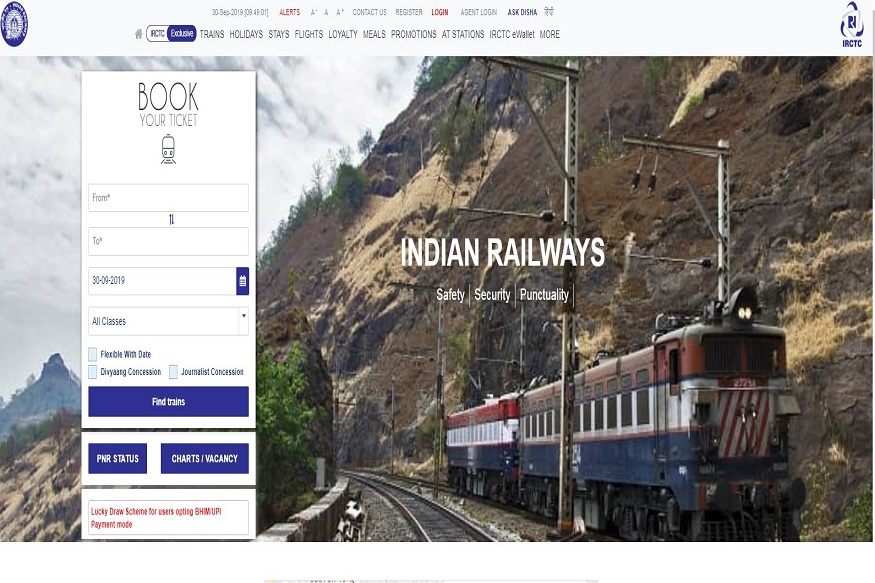 30-Sep-2019 [09:49:01] ALERTS A- A A+ CONTACT US REGISTER LOGIN AGENT LOGIN ASK DISHA हिंदी
IRCTC Exclusive TRAINS HOLIDAYS STAYS FLIGHTS LOYALTY MEALS PROMOTIONS AT STATIONS IRCTC eWallet MORE
IRCTC
BOOK
YOUR TICKET
From*
To*
30-09-2019
All Classes
Flexible With Date
Divyaang Concession Journalist Concession
Find trains
PNR STATUS CHARTS / VACANCY
Lucky Draw Scheme for users opting BHIM/UPI
Payment mode
INDIAN RAILWAYS
Safety Security Punctuality